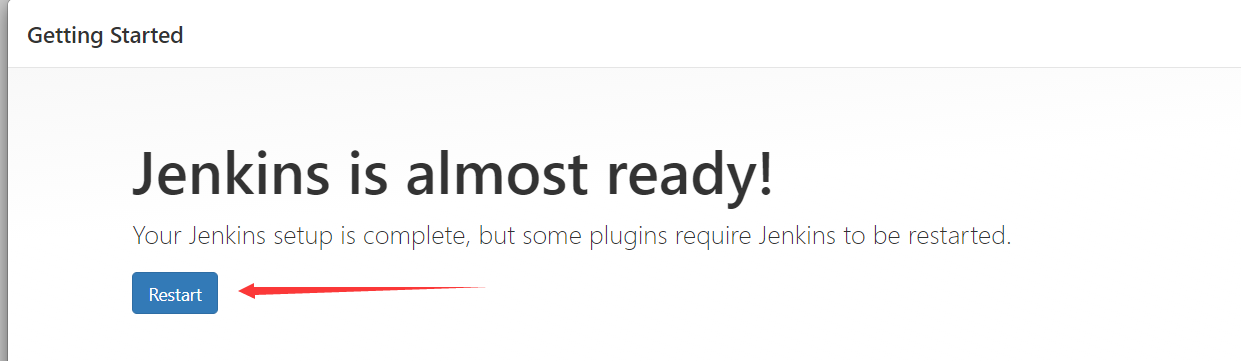 Getting Started
Jenkins is almost ready!
Your Jenkins setup is complete, but some plugins require Jenkins to be restarted.
Restart